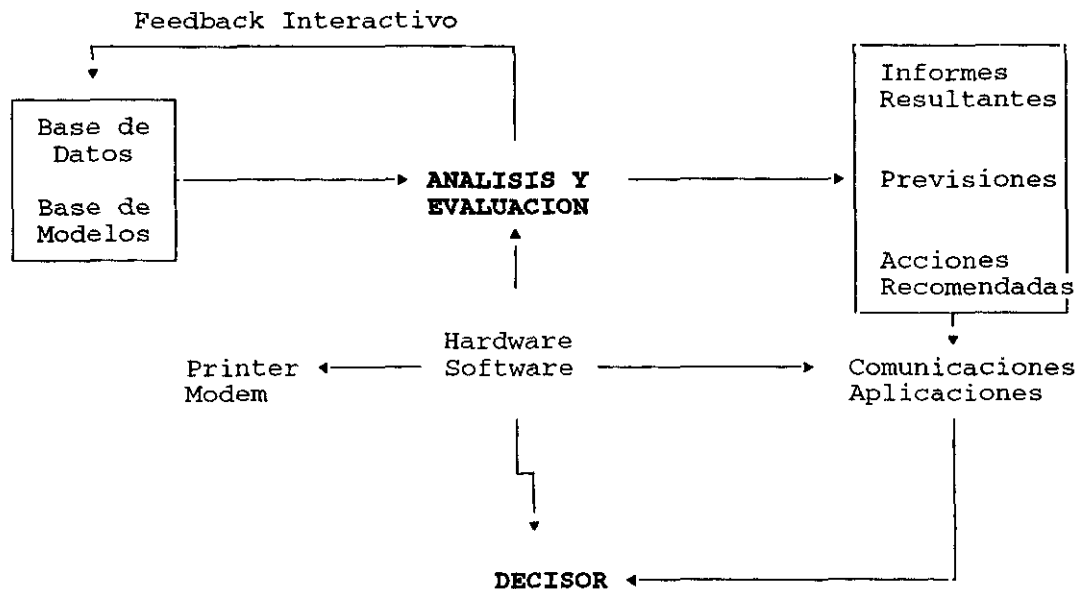 Feedback Interactivo
Base de
Datos
Base de
Modelos
ANALISIS Y
EVALUACION
Informes
Resultantes
Previsiones
Acciones
Recomendadas
Printer
Modem
Hardware
Software
Comunicaciones
Aplicaciones
DECISOR